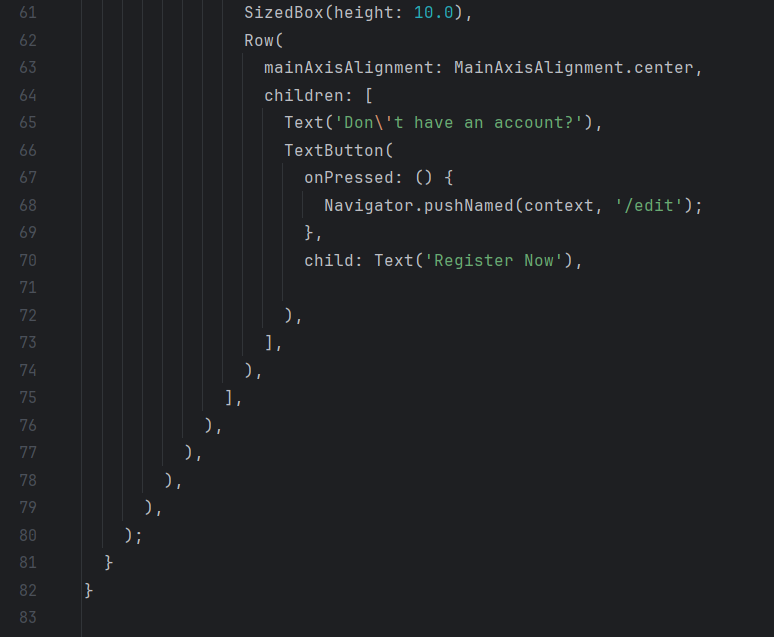 61 SizedBox(height: 10.0),
62 Row(
63 mainAxisAlignment: MainAxisAlignment.center,
64 children: [
65 Text('Don\'t have an account?'),
66 TextButton(
67 onPressed: () {
68 Navigator.pushNamed(context, '/edit');
69 },
70 child: Text('Register Now'),
71
72 ),
73 ],
74 ),
75 ],
76 ),
77 ),
78 ),
79 ),
80 );
81 }
82 }
83